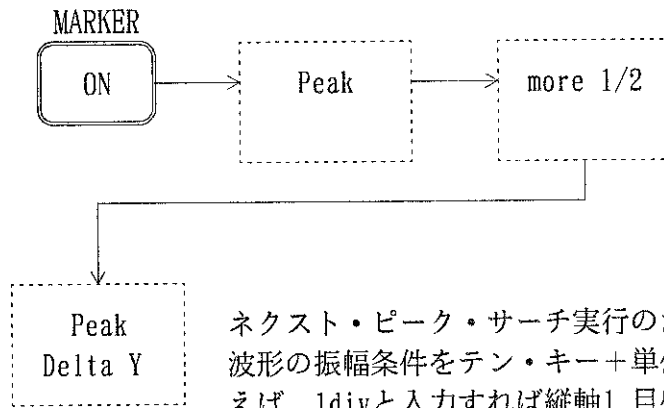 MARKER
ON
Peak
more 1/2
Peak
Delta Y
ネクスト・ピーク・サーチ実行の
波形の振幅条件をテン・キー+単
えば、1divと入力すれば縦軸1